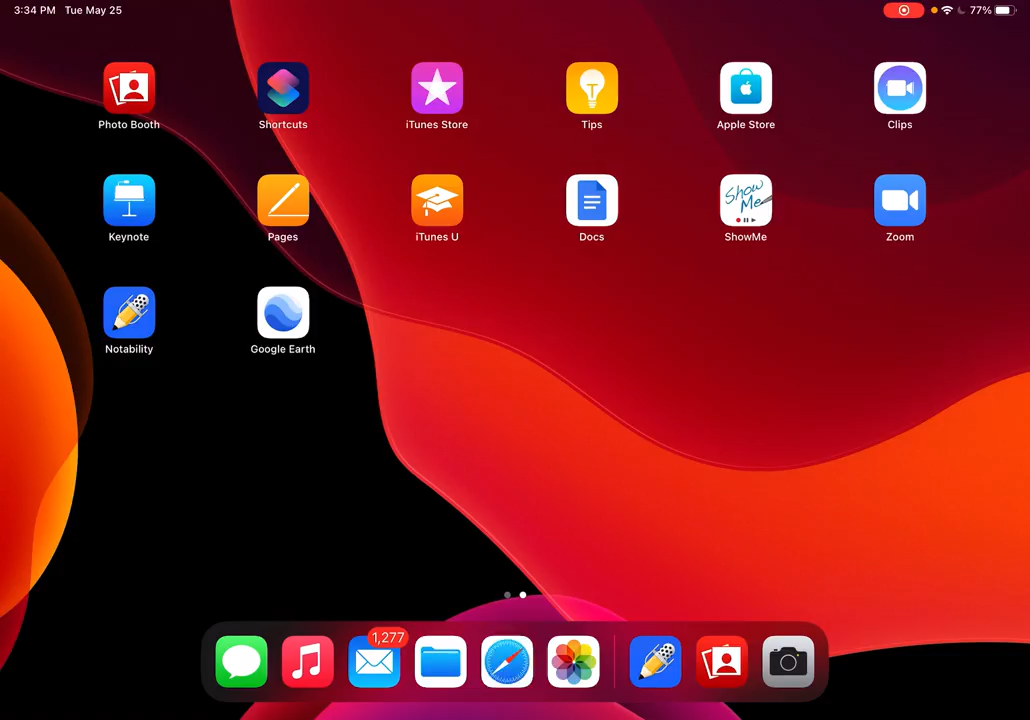 3:34 PM Tue May 25 77%
Photo Booth Shortcuts iTunes Store Tips Apple Store Clips
Show
Me
Keynote Pages iTunes U Docs ShowMe Zoom
Notability Google Earth
1,277